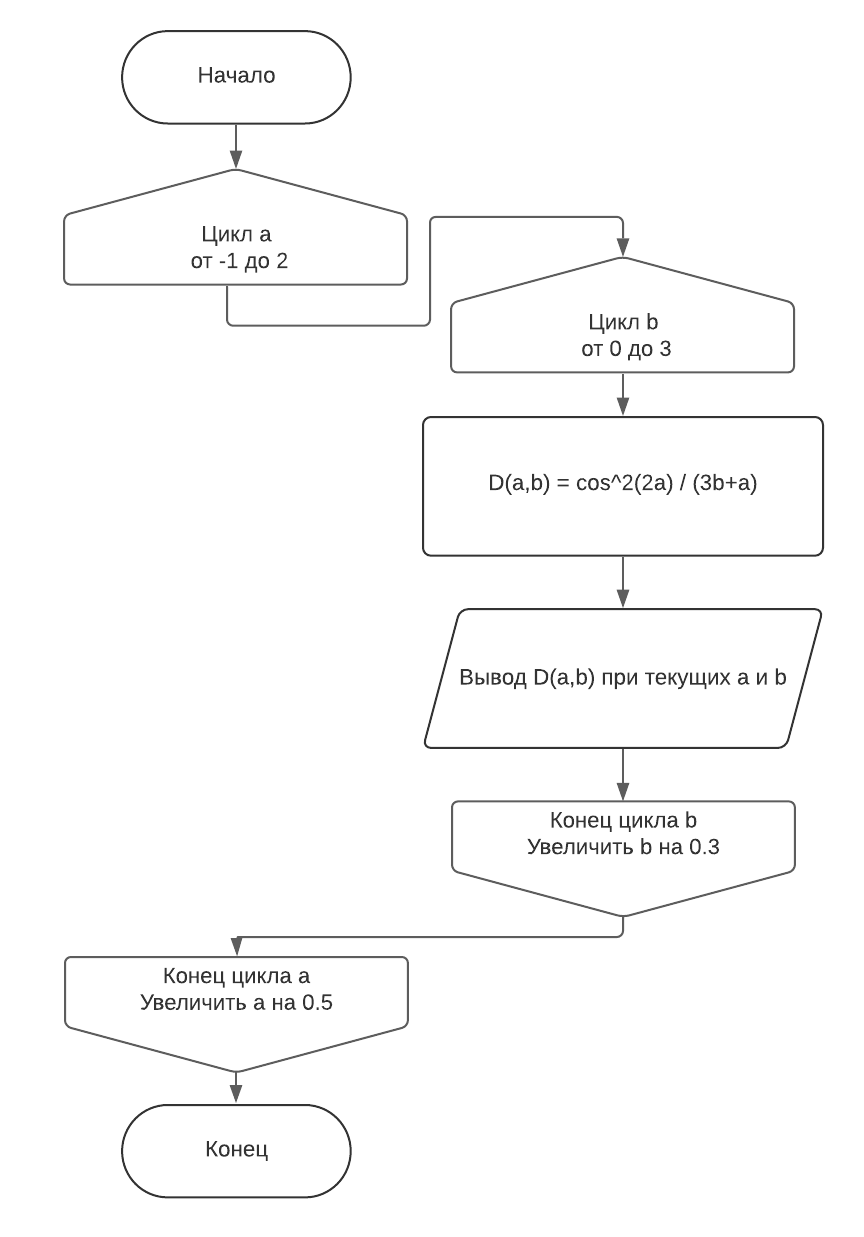 Начало
Цикл a
от -1 до 2
Цикл b
от 0 до 3
D(a,b) = cos^2(2a) / (3b+a)
Вывод D(a,b) при текущих a и b
Конец цикла b
Увеличить b на 0.3
Конец цикла a
Увеличить a на 0.5
Конец